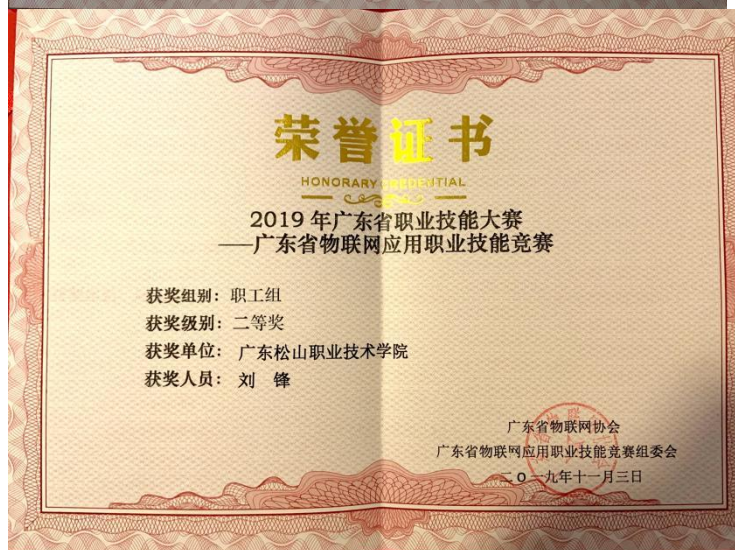 荣誉证书
HONORARY CREDENTIAL
2019 年广东省职业技能大赛
——广东省物联网应用职业技能竞赛
获奖组别：职工组
获奖级别：二等奖
获奖单位：广东松山职业技术学院
获奖人员：刘 锋
广东省物联网协会
广东省物联网应用职业技能竞赛组委会
二〇一九年十一月三日